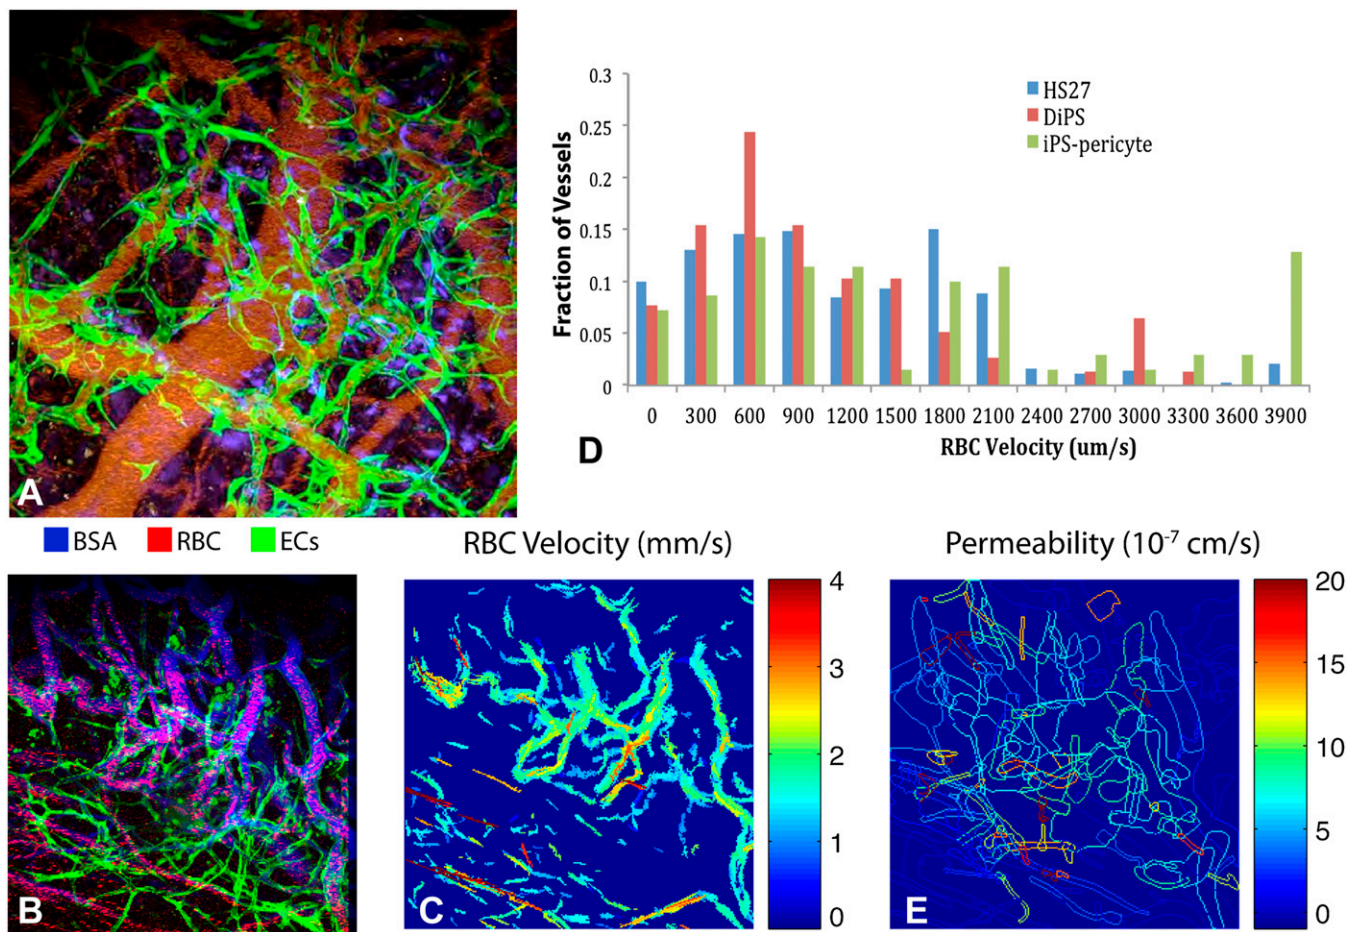 A
0.3
0.25
0.2
0.15
0.1
0.05
0
Fraction of Vessels
HS27
DiPS
iPS-pericyte
0 300 600 900 1200 1500 1800 2100 2400 2700 3000 3300 3600 3900
RBC Velocity (um/s)
D
BSA RBC ECs
B
RBC Velocity (mm/s)
4
3
2
1
0
C
Permeability (10⁻⁷ cm/s)
20
15
10
5
0
E